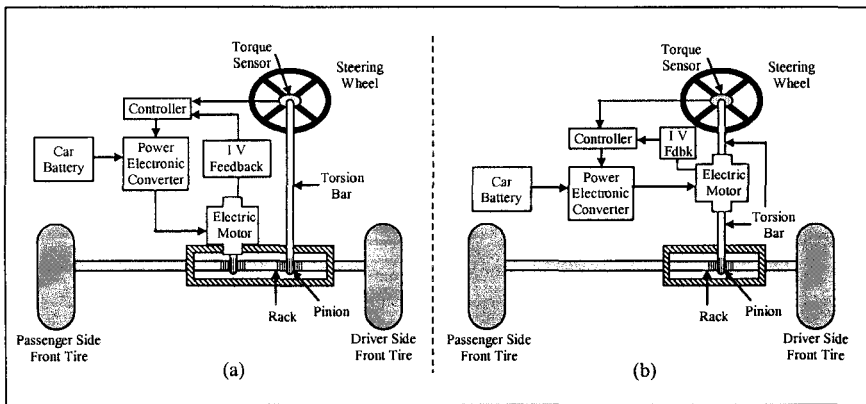 Torque
Sensor
Steering
Wheel
Controller
Car
Battery
Power
Electronic
Converter
I V
Feedback
Torsion
Bar
Electric
Motor
Rack
Pinion
Passenger Side
Front Tire
Driver Side
Front Tire
(a)
Torque
Sensor
Steering
Wheel
Controller
I V
Fdbk
Car
Battery
Power
Electronic
Converter
Electric
Motor
Torsion
Bar
Rack
Pinion
Passenger Side
Front Tire
Driver Side
Front Tire
(b)